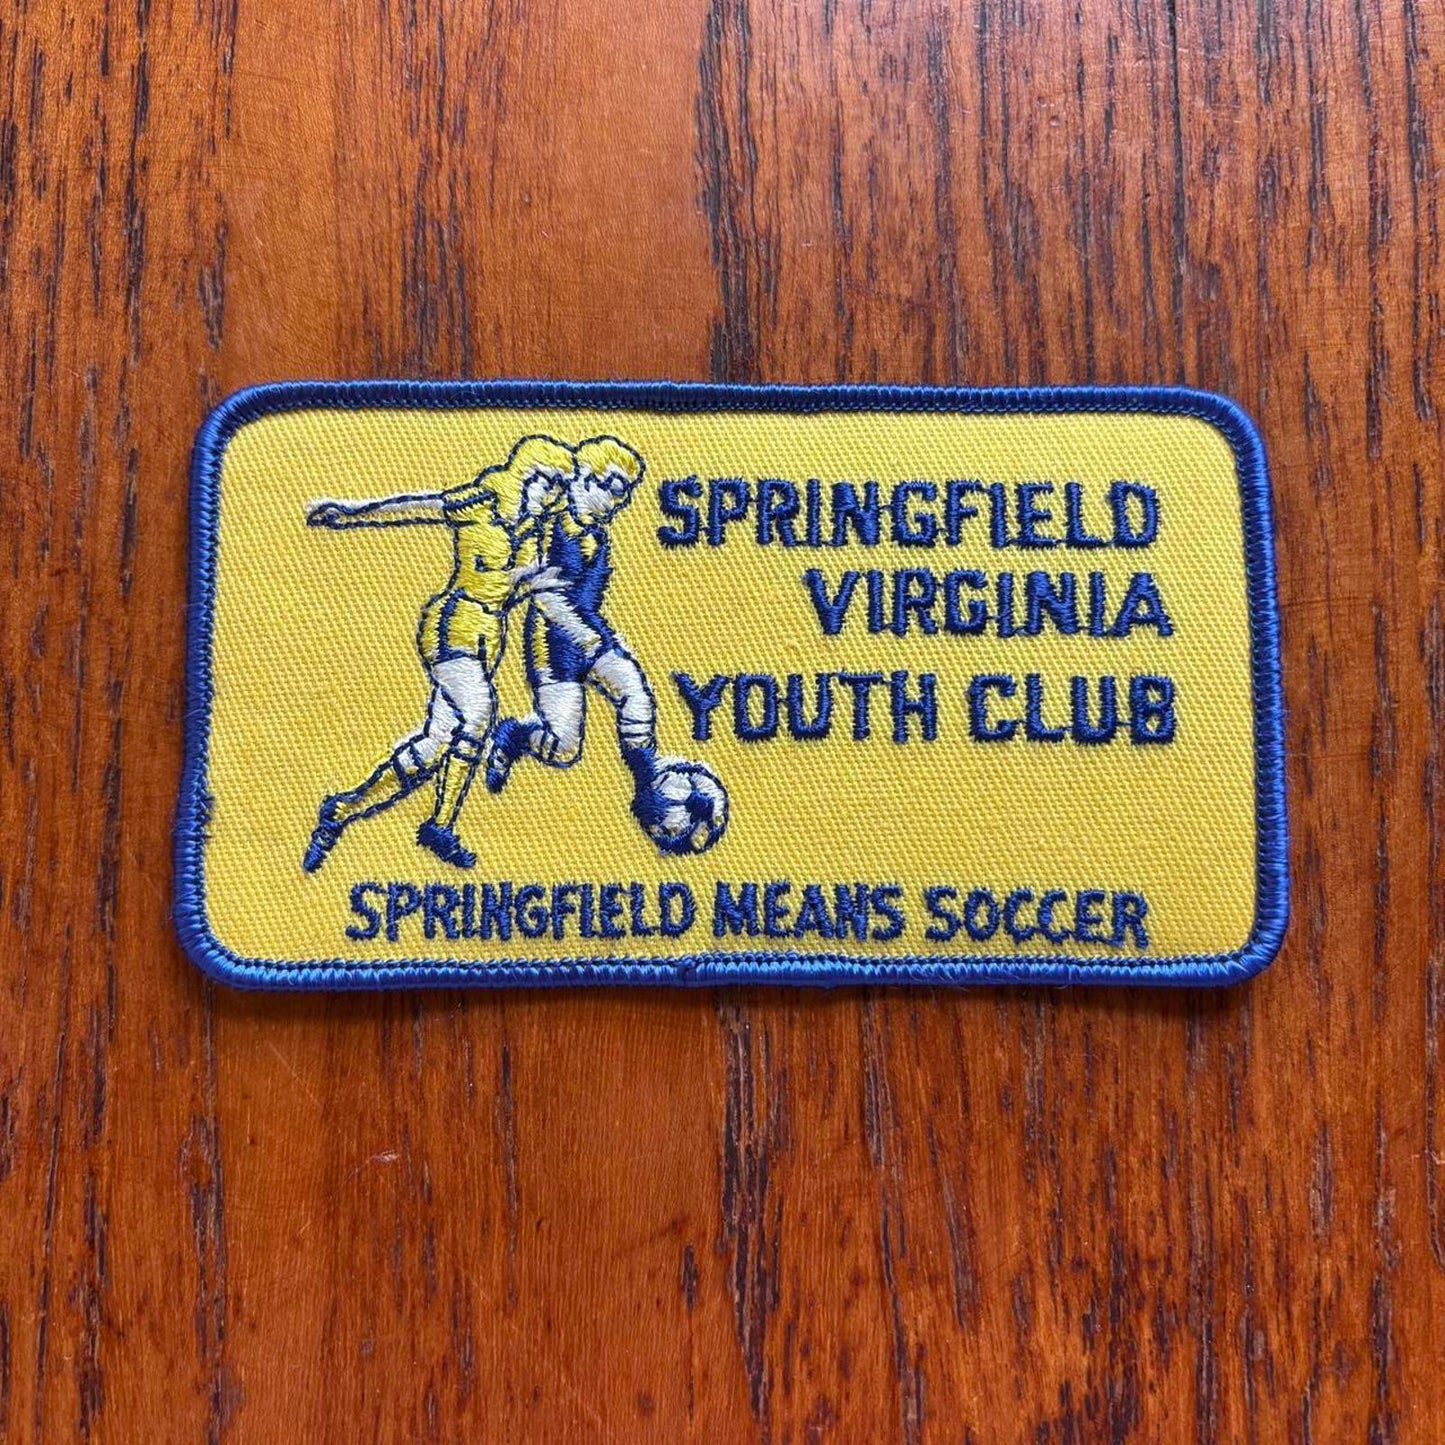 SPRINGFIELD
VIRGINIA
YOUTH CLUB
SPRINGFIELD MEANS SOCCER